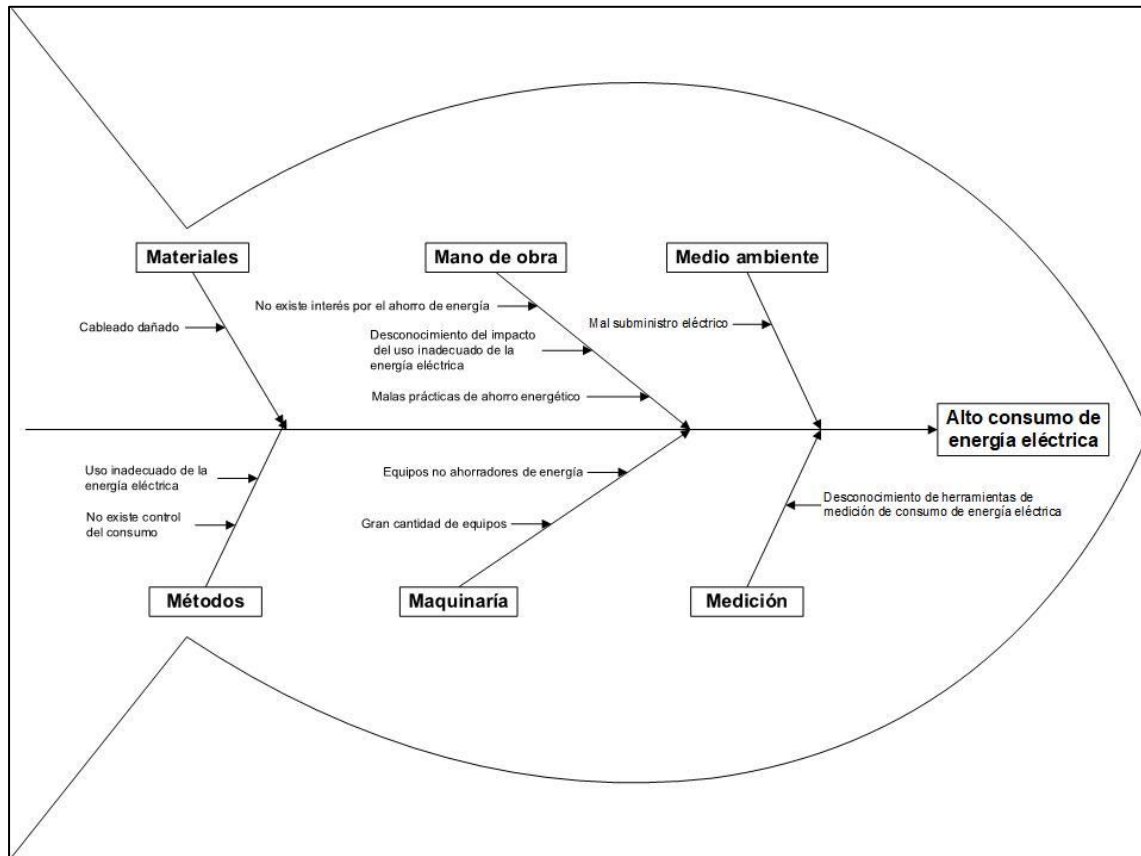 Materiales
Mano de obra
Medio ambiente
No existe interés por el ahorro de energía
Cableado dañado
Desconocimiento del impacto
del uso inadecuado de la
energía eléctrica
Mal subministro eléctrico
Malas prácticas de ahorro energético
Alto consumo de
energía eléctrica
Uso inadecuado de la
energía eléctrica
No existe control
del consumo
Equipos no ahorradores de energía
Gran cantidad de equipos
Desconocimiento de herramientas de
medición de consumo de energía eléctrica
Métodos
Maquinaría
Medición